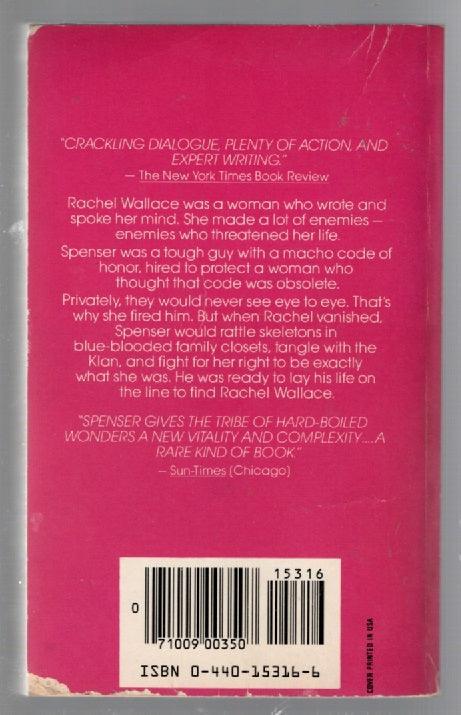 "CRACKLING DIALOGUE, PLENTY OF ACTION, AND
EXPERT WRITING."
— The New York Times Book Review
Rachel Wallace was a woman who wrote and
spoke her mind. She made a lot of enemies —
enemies who threatened her life.
Spenser was a tough guy with a macho code of
honor, hired to protect a woman who
thought that code was obsolete.
Privately, they would never see eye to eye. That's
why she fired him. But when Rachel vanished,
Spenser would rattle skeletons in
blue-blooded family closets, tangle with the
Klan, and fight for her right to be exactly
what she was. He was ready to lay his life on
the line to find Rachel Wallace.
"SPENSER GIVES THE TRIBE OF HARD-BOILED
WONDERS A NEW VITALITY AND COMPLEXITY....A
RARE KIND OF BOOK."
— Sun-Times (Chicago)
15316
0
71009 00350
ISBN 0-440-15316-6
COVER PRINTED IN USA